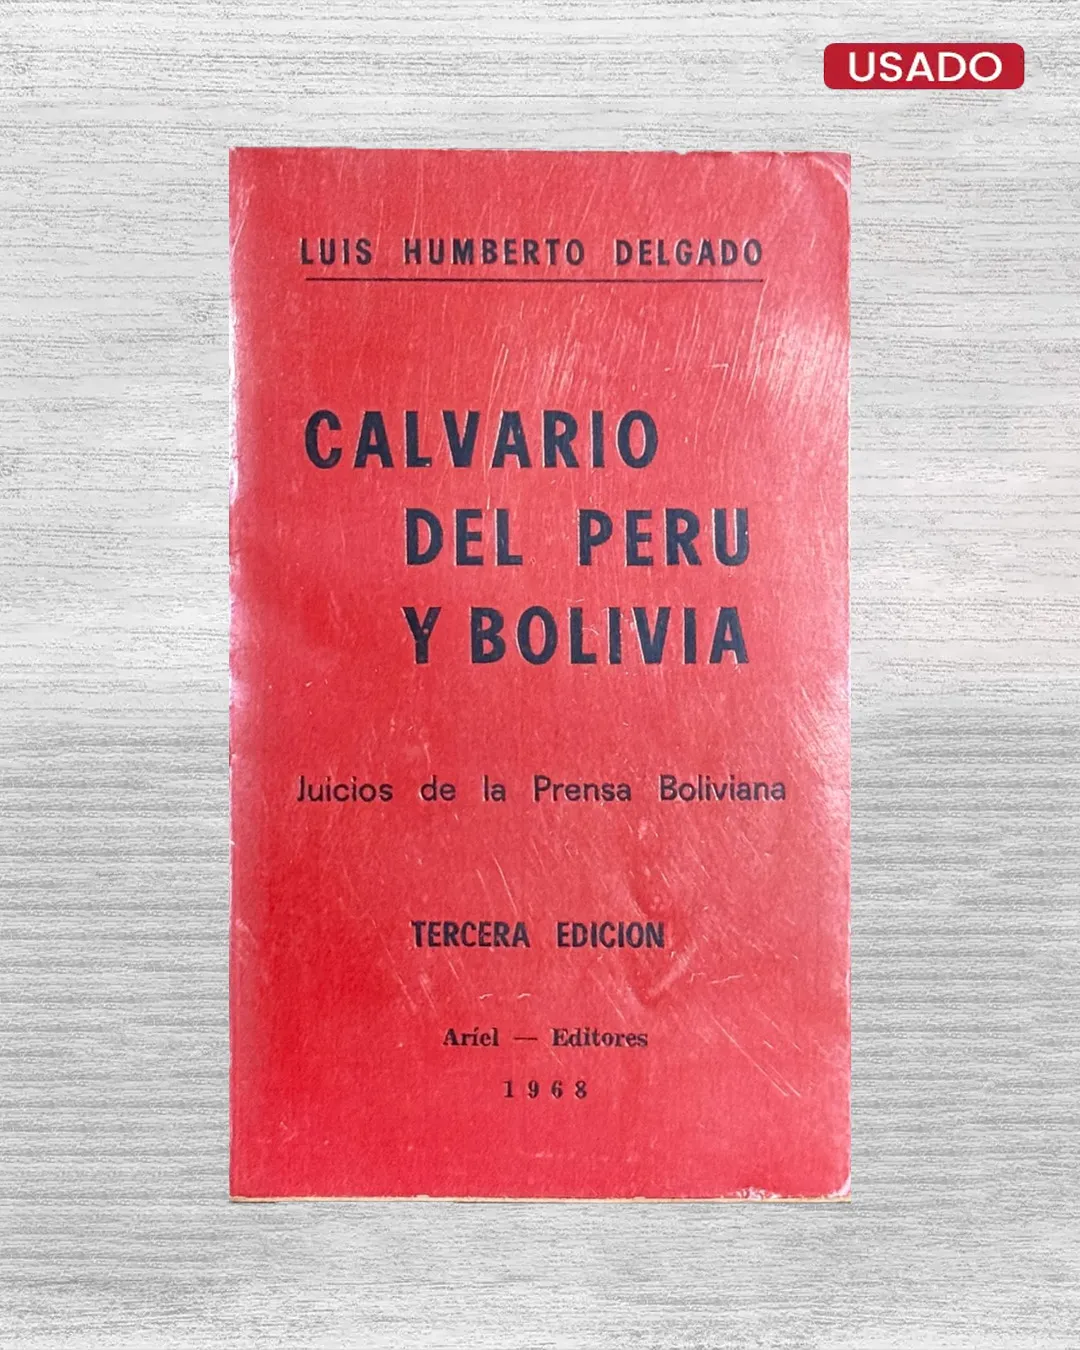 USADO
LUIS HUMBERTO DELGADO
CALVARIO
DEL PERU
Y BOLIVIA
Juicios de la Prensa Boliviana
TERCERA EDICION
Aríel — Editores
1968